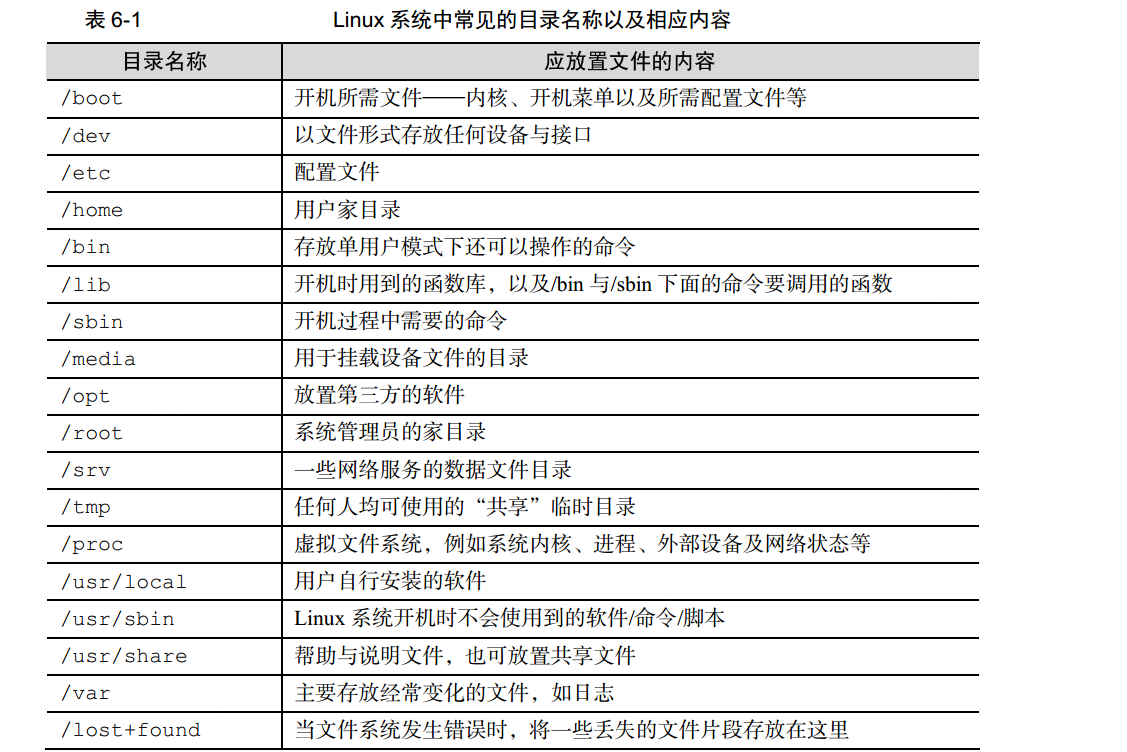 表 6-1 Linux 系统中常见的目录名称以及相应内容
目录名称 应放置文件的内容
/boot 开机所需文件——内核、开机菜单以及所需配置文件等
/dev 以文件形式存放任何设备与接口
/etc 配置文件
/home 用户家目录
/bin 存放单用户模式下还可以操作的命令
/lib 开机时用到的函数库，以及/bin 与/sbin 下面的命令要调用的函数
/sbin 开机过程中需要的命令
/media 用于挂载设备文件的目录
/opt 放置第三方的软件
/root 系统管理员的家目录
/srv 一些网络服务的数据文件目录
/tmp 任何人均可使用的“共享”临时目录
/proc 虚拟文件系统，例如系统内核、进程、外部设备及网络状态等
/usr/local 用户自行安装的软件
/usr/sbin Linux 系统开机时不会使用到的软件/命令/脚本
/usr/share 帮助与说明文件，也可放置共享文件
/var 主要存放经常变化的文件，如日志
/lost+found 当文件系统发生错误时，将一些丢失的文件片段存放在这里